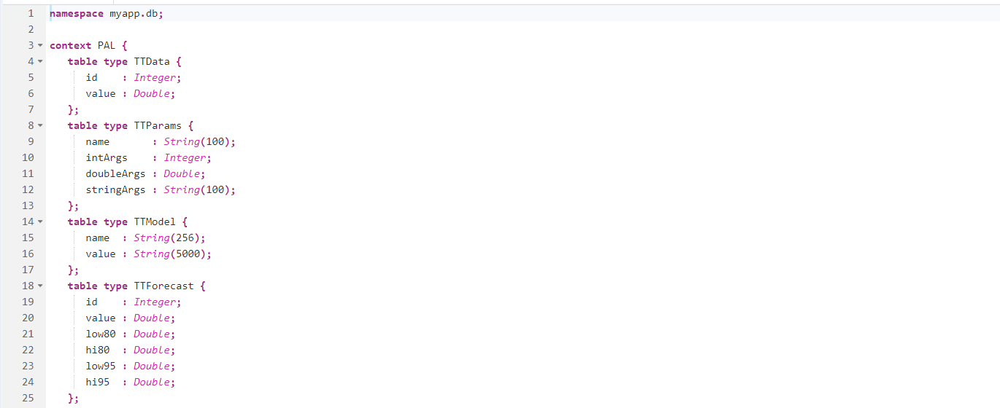 1 namespace myapp.db;
2
3 context PAL {
4    table type TTData {
5       id    : Integer;
6       value : Double;
7    };
8    table type TTParams {
9       name       : String(100);
10       intArgs    : Integer;
11       doubleArgs : Double;
12       stringArgs : String(100);
13    };
14    table type TTModel {
15       name  : String(256);
16       value : String(5000);
17    };
18    table type TTForecast {
19       id    : Integer;
20       value : Double;
21       low80 : Double;
22       hi80  : Double;
23       low95 : Double;
24       hi95  : Double;
25    };